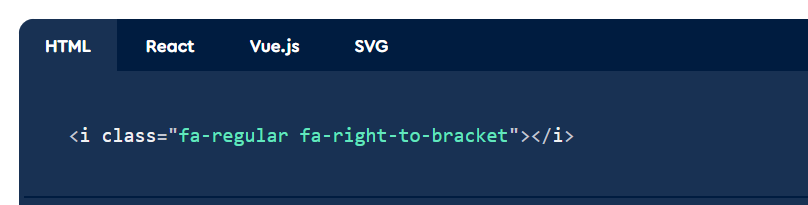 HTML React Vue.js SVG
<i class="fa-regular fa-right-to-bracket"></i>